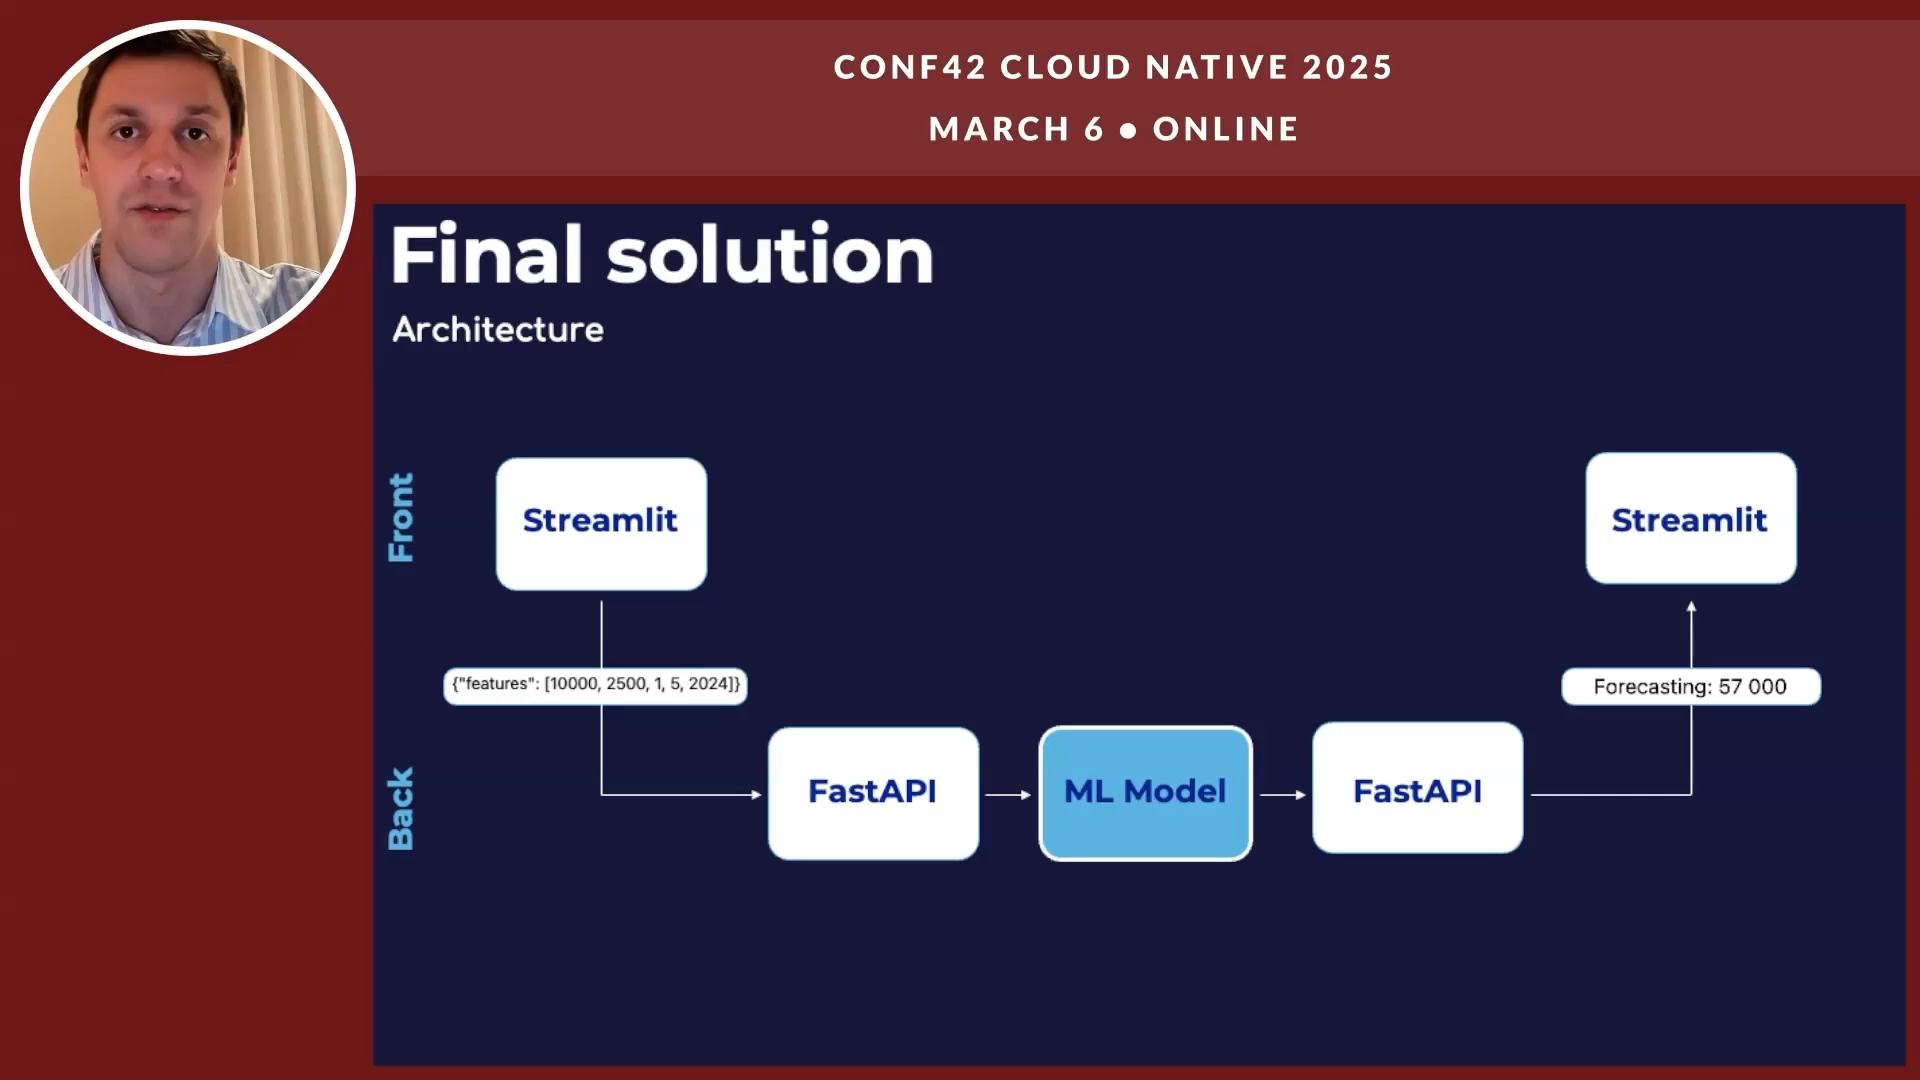 CONF42 CLOUD NATIVE 2025
MARCH 6 ● ONLINE
Final solution
Architecture
Front
Streamlit
Streamlit
{"features": [10000, 2500, 1, 5, 2024]}
Forecasting: 57 000
Back
FastAPI
ML Model
FastAPI